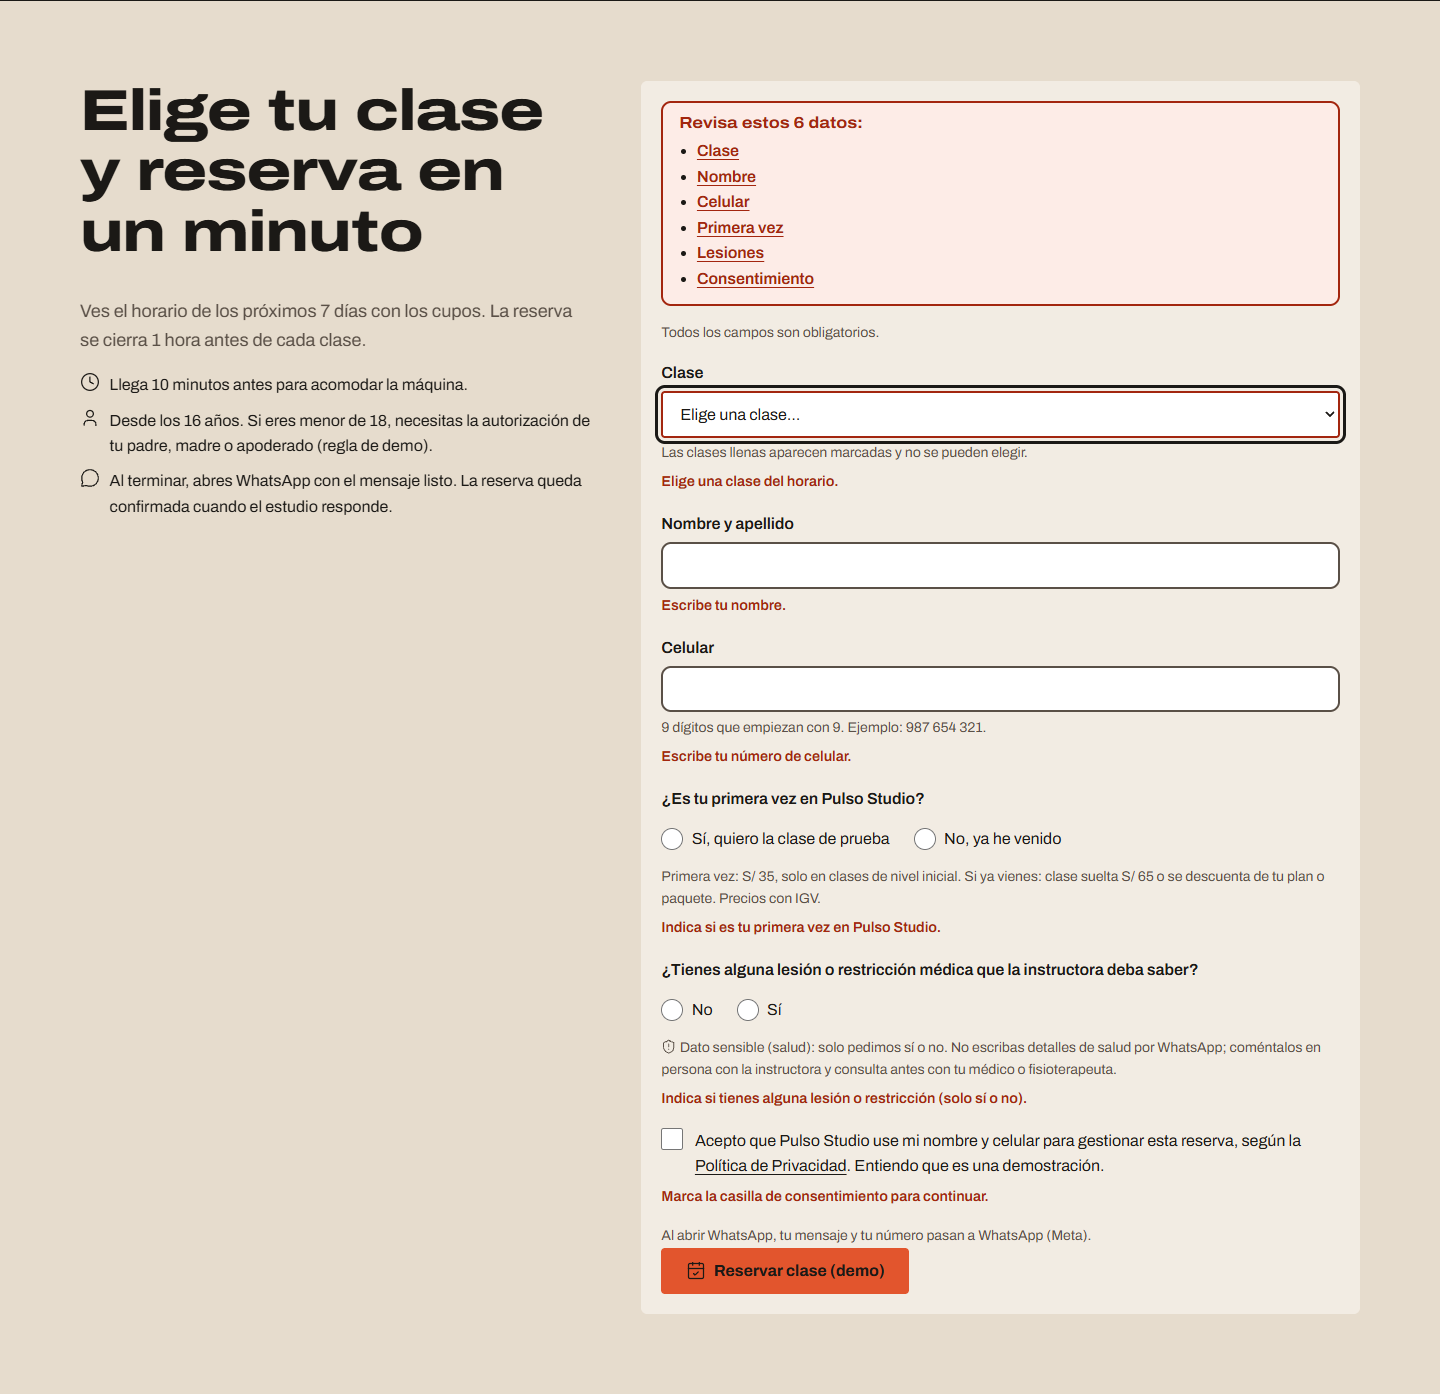 Elige tu clase
y reserva en
un minuto
Ves el horario de los próximos 7 días con los cupos. La reserva
se cierra 1 hora antes de cada clase.
Llega 10 minutos antes para acomodar la máquina.
Desde los 16 años. Si eres menor de 18, necesitas la autorización de
tu padre, madre o apoderado (regla de demo).
Al terminar, abres WhatsApp con el mensaje listo. La reserva queda
confirmada cuando el estudio responde.
Revisa estos 6 datos:
Clase
Nombre
Celular
Primera vez
Lesiones
Consentimiento
Todos los campos son obligatorios.
Clase
Elige una clase...
Las clases llenas aparecen marcadas y no se pueden elegir.
Elige una clase del horario.
Nombre y apellido
Escribe tu nombre.
Celular
9 dígitos que empiezan con 9. Ejemplo: 987 654 321.
Escribe tu número de celular.
¿Es tu primera vez en Pulso Studio?
Sí, quiero la clase de prueba No, ya he venido
Primera vez: S/ 35, solo en clases de nivel inicial. Si ya vienes: clase suelta S/ 65 o se descuenta de tu plan o
paquete. Precios con IGV.
Indica si es tu primera vez en Pulso Studio.
¿Tienes alguna lesión o restricción médica que la instructora deba saber?
No Sí
Dato sensible (salud): solo pedimos sí o no. No escribas detalles de salud por WhatsApp; coméntalos en
persona con la instructora y consulta antes con tu médico o fisioterapeuta.
Indica si tienes alguna lesión o restricción (solo sí o no).
Acepto que Pulso Studio use mi nombre y celular para gestionar esta reserva, según la
Política de Privacidad. Entiendo que es una demostración.
Marca la casilla de consentimiento para continuar.
Al abrir WhatsApp, tu mensaje y tu número pasan a WhatsApp (Meta).
Reservar clase (demo)